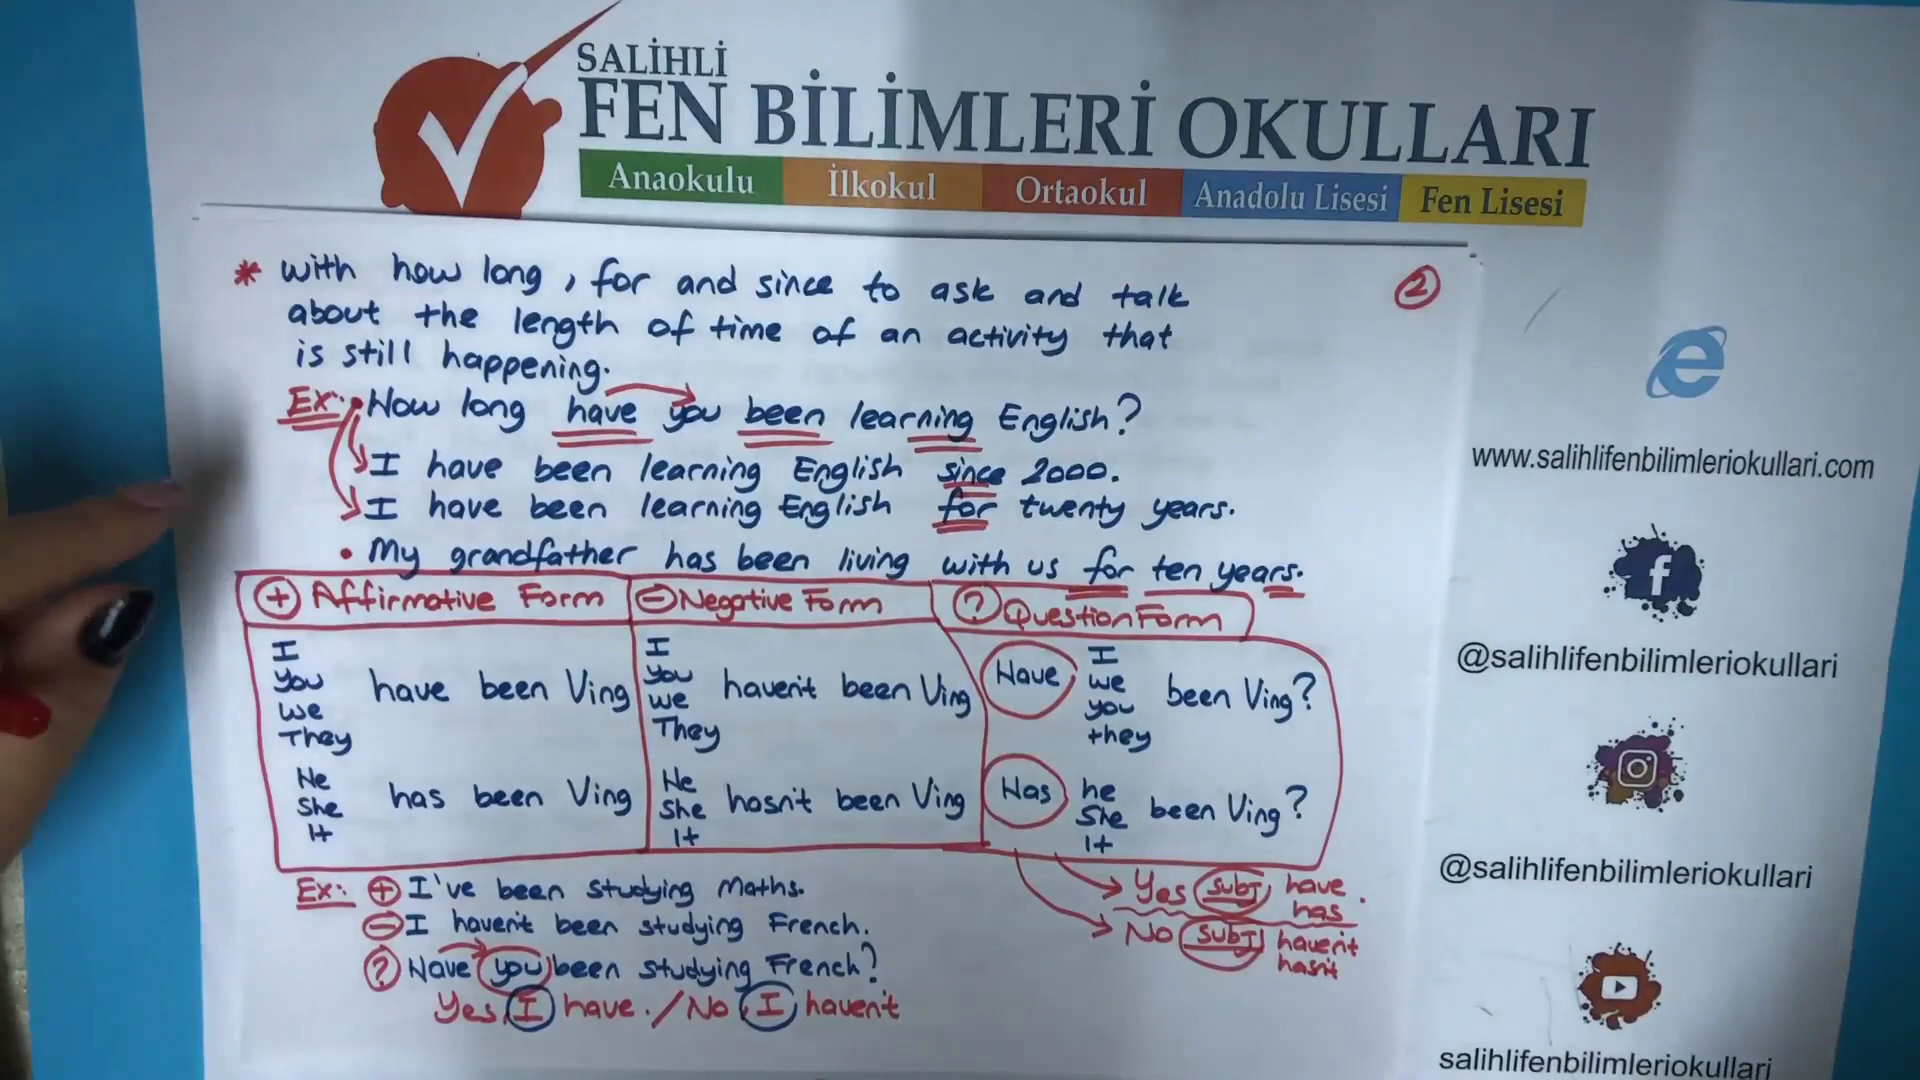 SALİHLİ
FEN BİLİMLERİ OKULLARI
Anaokulu İlkokul Ortaokul Anadolu Lisesi Fen Lisesi
* with how long, for and since to ask and talk
about the length of time of an activity that
is still happening.
2
Ex: • How long have you been learning English?
I have been learning English since 2000.
I have been learning English for twenty years.
• My grandfather has been living with us for ten years.
+ Affirmative Form
I
You
We
They
have been Ving
He
She
It
has been Ving
- Negative Form
I
You
We
They
haven't been Ving
He
She
It
hasn't been Ving
? Question Form
Have
I
we
you
they
been Ving?
Has
he
she
It
been Ving?
Yes subj have.
has
No subj haven't
hasn't
Ex: + I've been studying Maths.
- I haven't been studying French.
? Have you been studying French?
Yes, I have. / No, I haven't
www.salihlifenbilimleriokullari.com
@salihlifenbilimleriokullari
@salihlifenbilimleriokullari
salihlifenbilimleriokullari